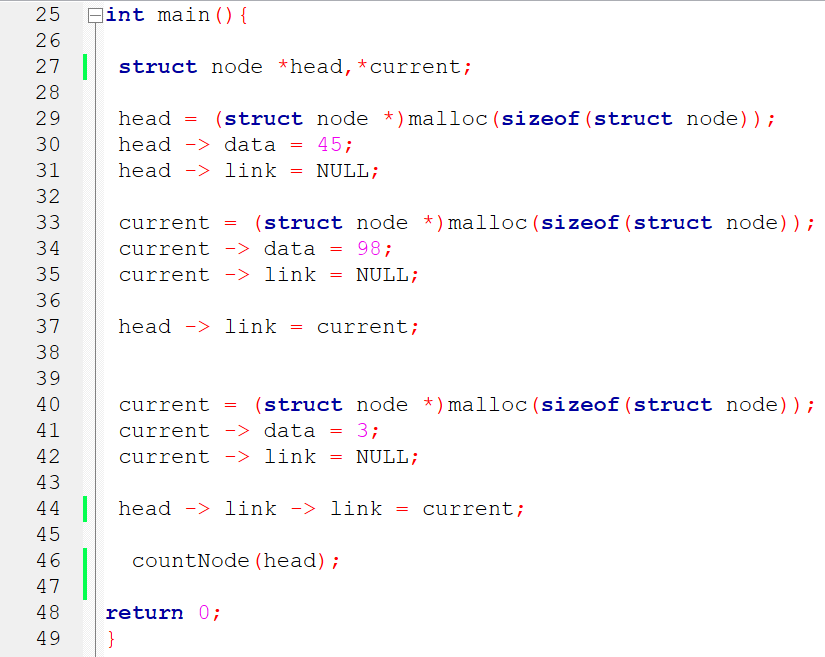 25 int main(){
26
27 struct node *head,*current;
28
29 head = (struct node *)malloc(sizeof(struct node));
30 head -> data = 45;
31 head -> link = NULL;
32
33 current = (struct node *)malloc(sizeof(struct node));
34 current -> data = 98;
35 current -> link = NULL;
36
37 head -> link = current;
38
39
40 current = (struct node *)malloc(sizeof(struct node));
41 current -> data = 3;
42 current -> link = NULL;
43
44 head -> link -> link = current;
45
46 countNode(head);
47
48 return 0;
49 }